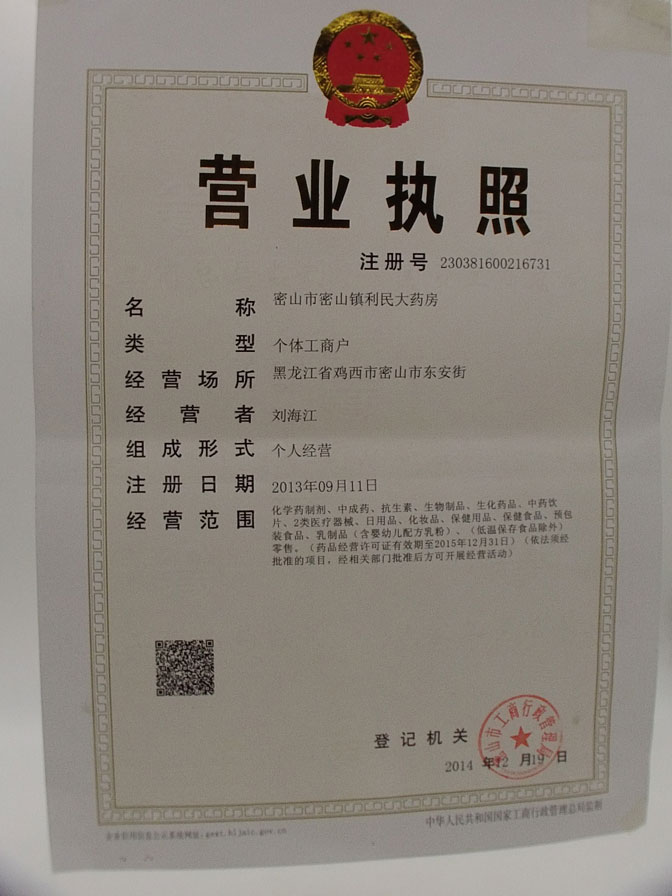 营业执照
注册号 230381600216731
名称 密山市密山镇利民大药房
类型 个体工商户
经营场所 黑龙江省鸡西市密山市东安街
经营者 刘海江
组成形式 个人经营
注册日期 2013年09月11日
经营范围 化学药制剂、中成药、抗生素、生物制品、生化药品、中药饮
片、2类医疗器械、日用品、化妆品、保健用品、保健食品、预包
装食品、乳制品（含婴幼儿配方乳粉）、（低温保存食品除外）
零售。（药品经营许可证有效期至2015年12月31日）（依法须经
批准的项目，经相关部门批准后方可开展经营活动）
登记机关
密山市工商行政管理局
2014 年12 月19 日
企业信用信息公示系统网址：gsxt.hljaic.gov.cn
中华人民共和国国家工商行政管理总局监制